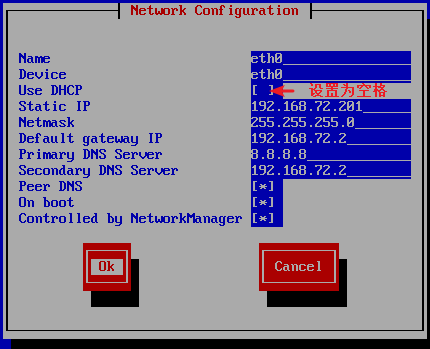 Network Configuration
Name eth0
Device eth0
Use DHCP [ ] 设置为空格
Static IP 192.168.72.201
Netmask 255.255.255.0
Default gateway IP 192.168.72.2
Primary DNS Server 8.8.8.8
Secondary DNS Server 192.168.72.2
Peer DNS [*]
On boot [*]
Controlled by NetworkManager [*]
Ok Cancel